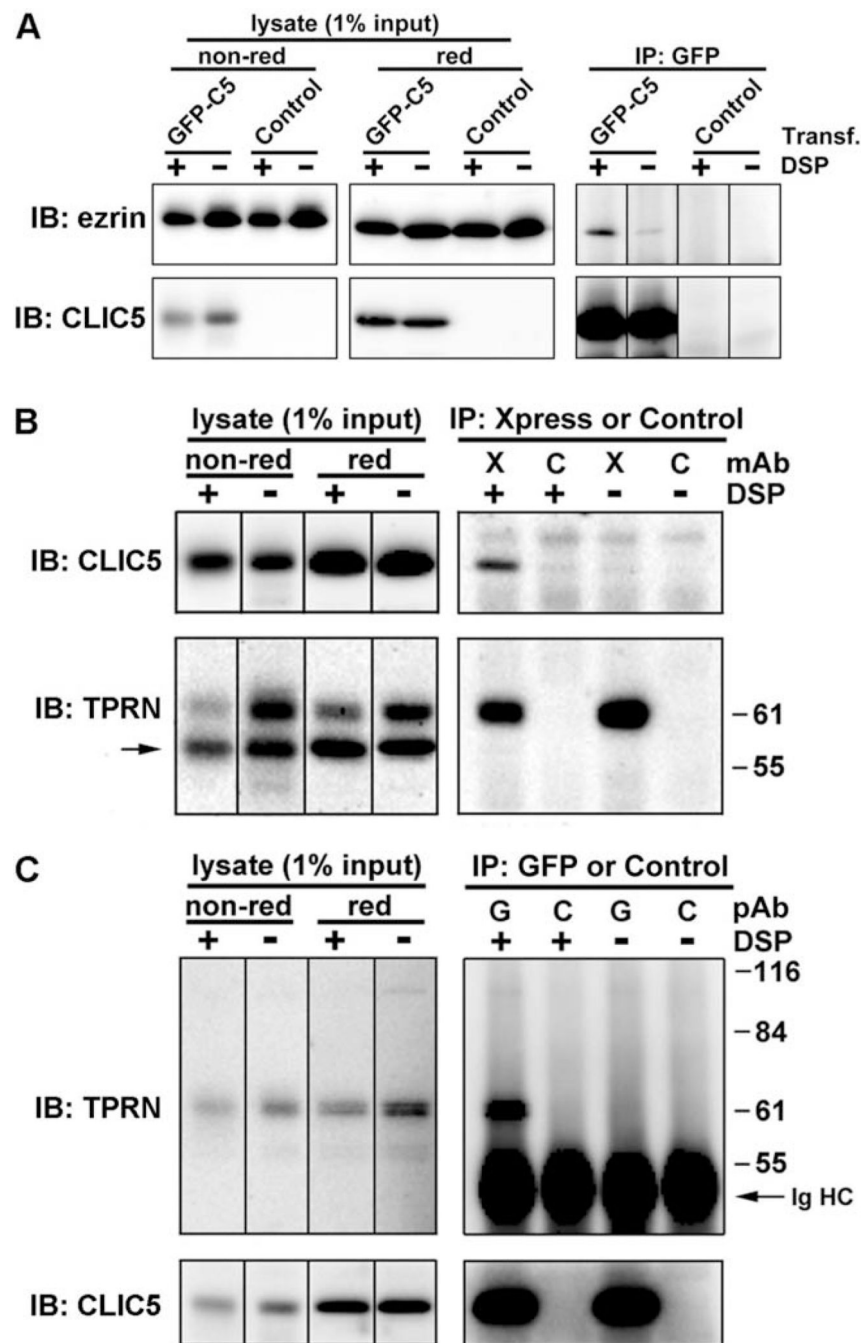 A
lysate (1% input)
non-red red IP: GFP
GFP-C5 Control GFP-C5 Control GFP-C5 Control Transf.
+ - + - + - + - + - + - DSP
IB: ezrin
IB: CLIC5
B
lysate (1% input) IP: Xpress or Control
non-red red X C X C mAb
+ - + - + + - - DSP
IB: CLIC5
IB: TPRN
61
55
C
lysate (1% input) IP: GFP or Control
non-red red G C G C pAb
+ - + - + + - - DSP
116
84
IB: TPRN 61
55
Ig HC
IB: CLIC5